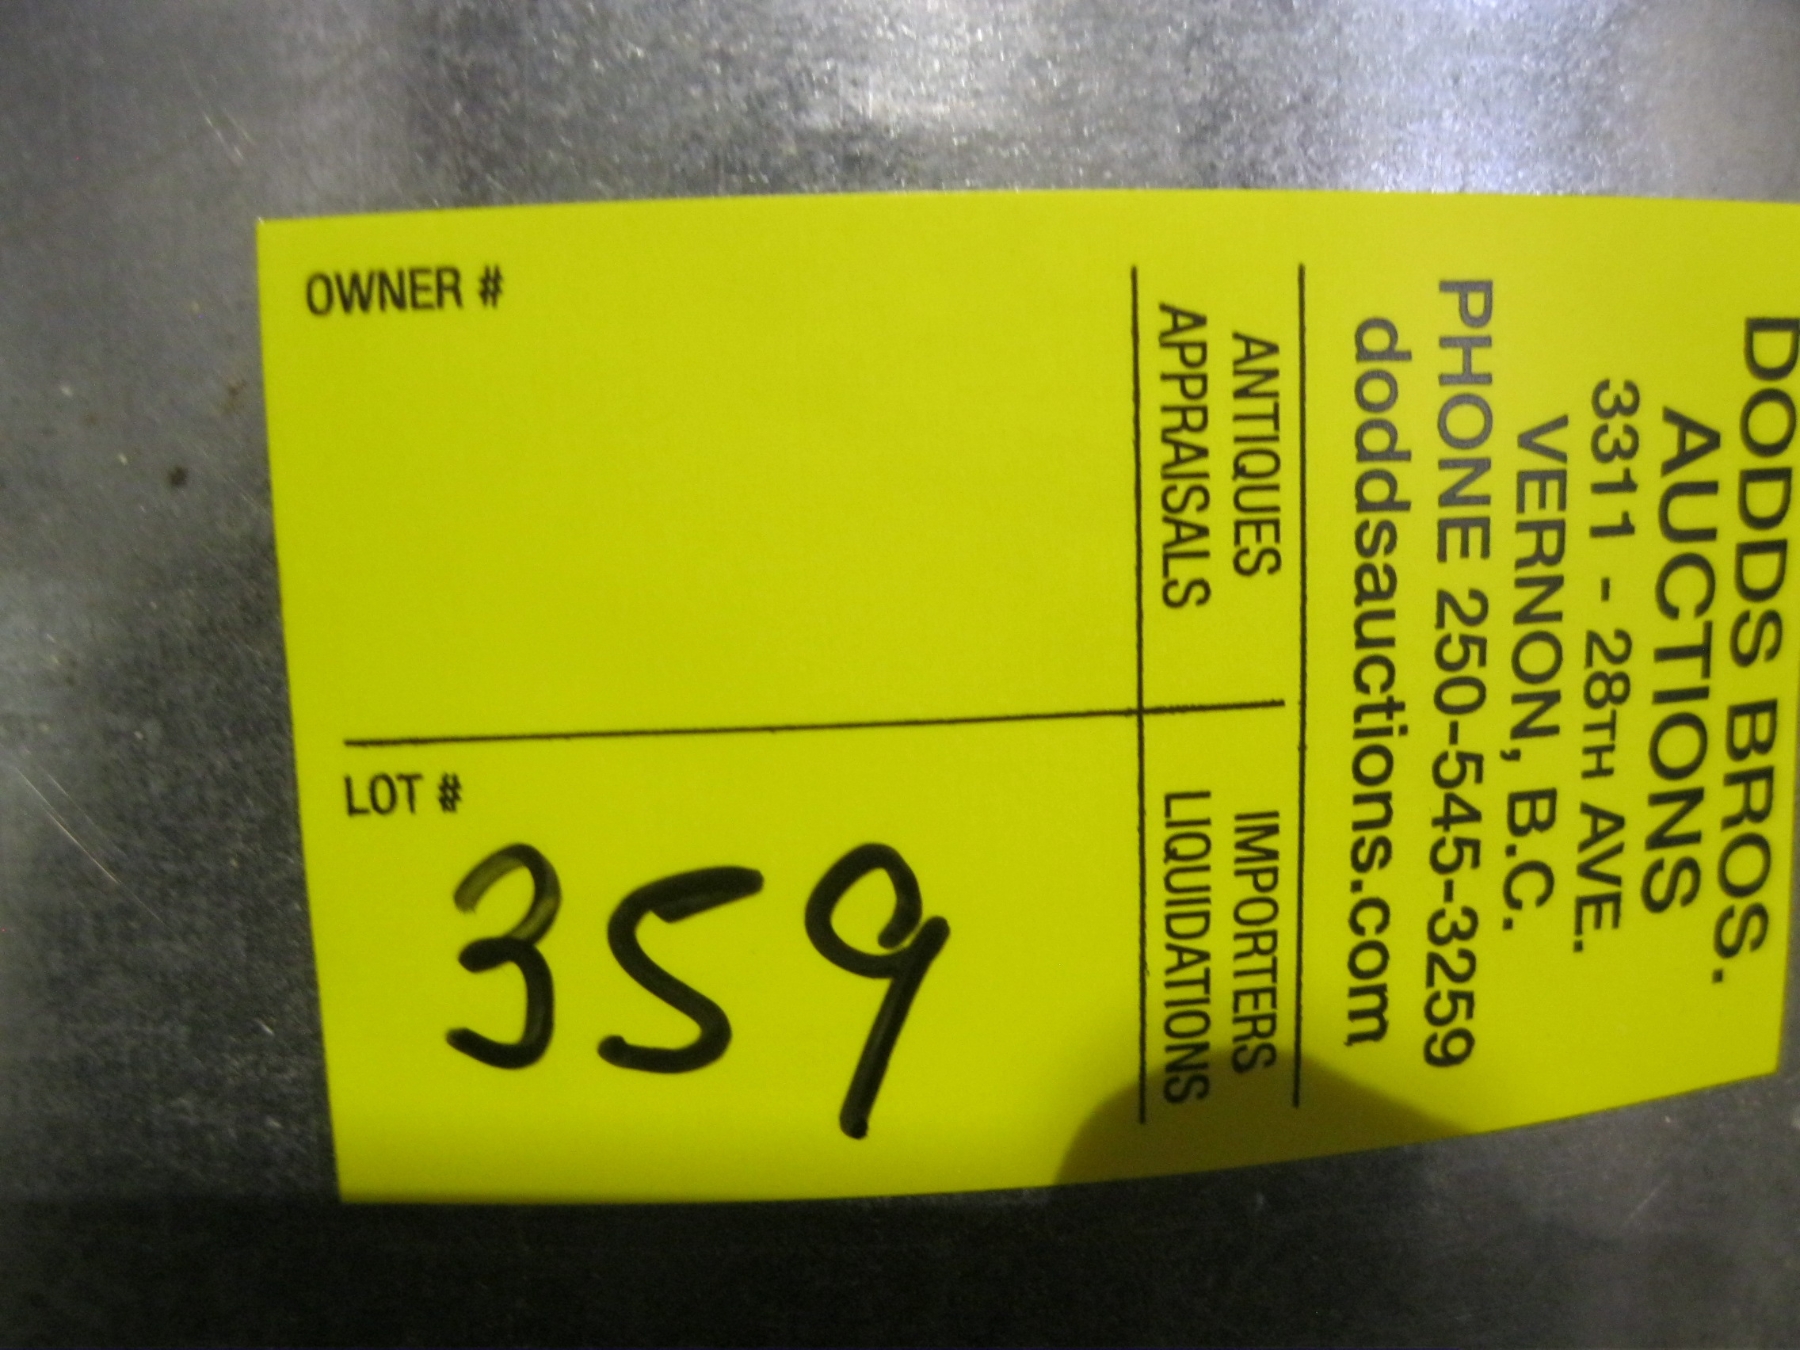 DODDS BROS.
AUCTIONS
3311 - 28TH AVE.
VERNON, B.C.
PHONE 250-545-3259
doddsauctions.com
ANTIQUES
APPRAISALS
IMPORTERS
LIQUIDATIONS
OWNER #
LOT #
359